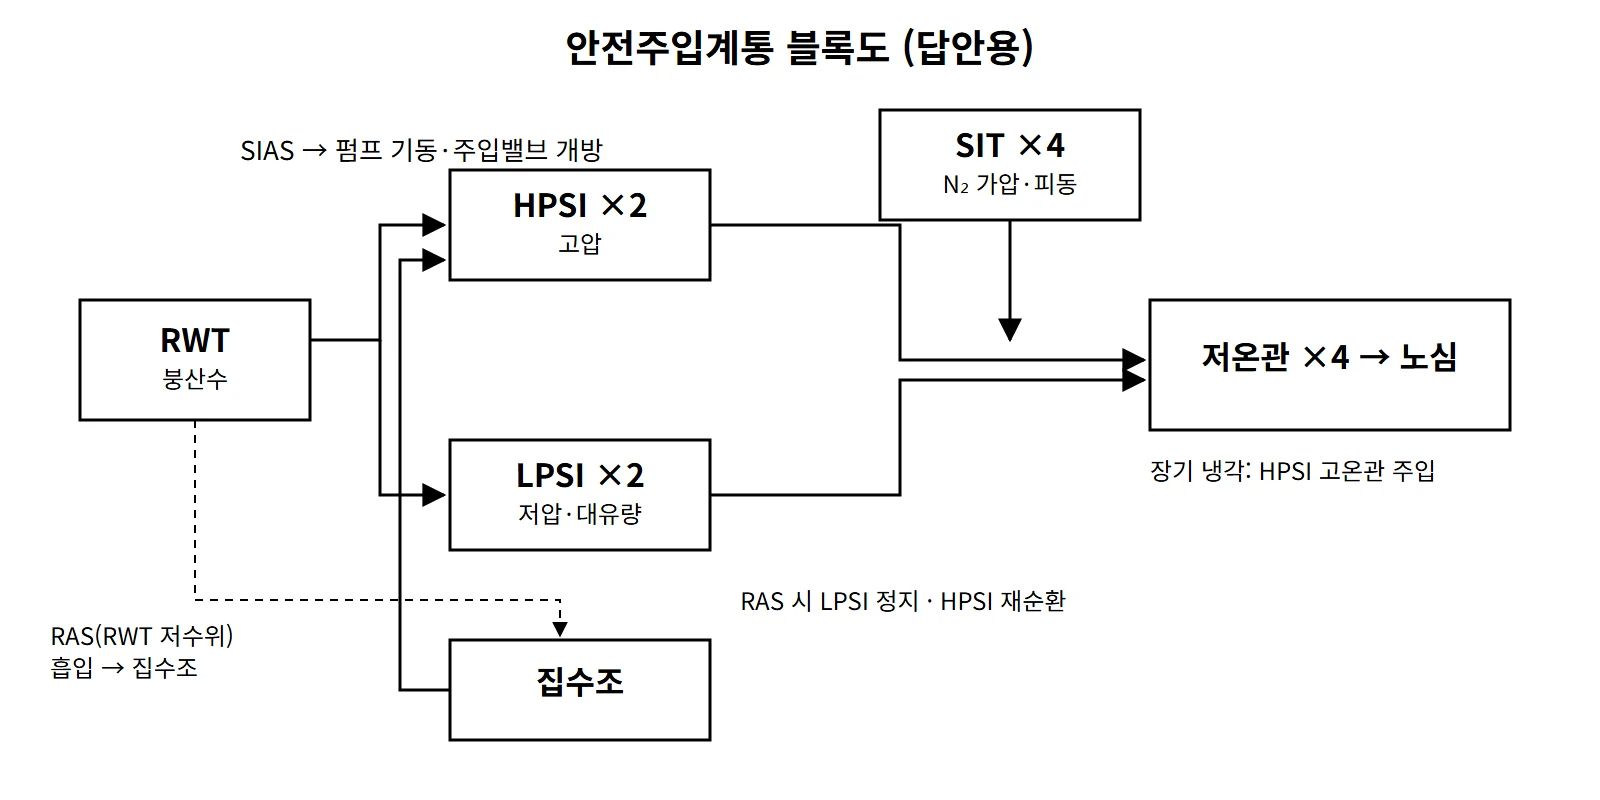 안전주입계통 블록도 (답안용)
SIAS → 펌프 기동·주입밸브 개방
SIT ×4
N₂ 가압·피동
HPSI ×2
고압
RWT
붕산수
저온관 ×4 → 노심
LPSI ×2
저압·대유량
장기 냉각: HPSI 고온관 주입
RAS 시 LPSI 정지 · HPSI 재순환
RAS(RWT 저수위)
흡입 → 집수조
집수조